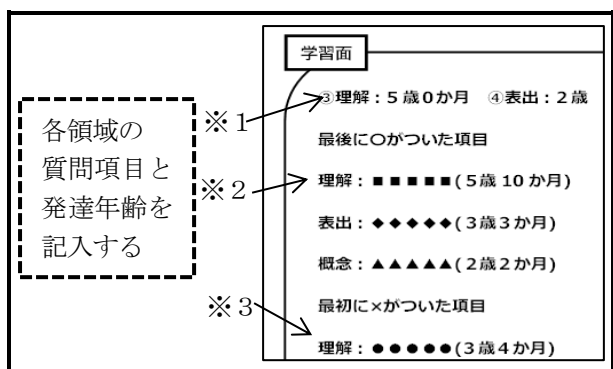 学習面
③理解：5歳0か月 ④表出：2歳
最後に〇がついた項目
理解：■■■■■(5歳10か月)
表出：◆◆◆◆◆(3歳3か月)
概念：▲▲▲▲▲(2歳2か月)
最初に×がついた項目
理解：●●●●●(3歳4か月)
各領域の
質問項目と
発達年齢を
記入する
※1
※2
※3